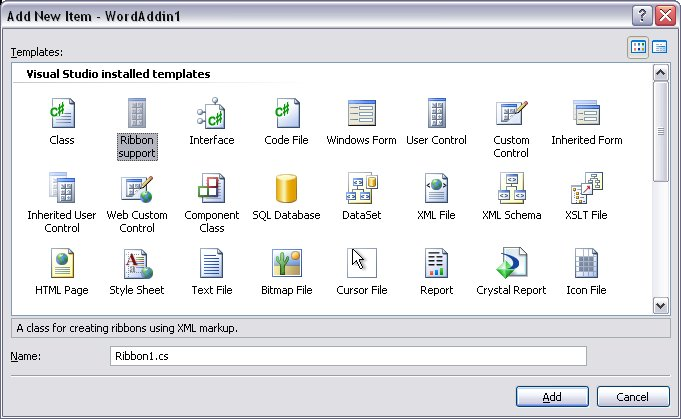 Add New Item - WordAddin1
Templates:
Visual Studio installed templates
Class
Ribbon support
Interface
Code File
Windows Form
User Control
Custom Control
Inherited Form
Inherited User Control
Web Custom Control
Component Class
SQL Database
DataSet
XML File
XML Schema
XSLT File
HTML Page
Style Sheet
Text File
Bitmap File
Cursor File
Report
Crystal Report
Icon File
A class for creating ribbons using XML markup.
Name:
Ribbon1.cs
Add
Cancel